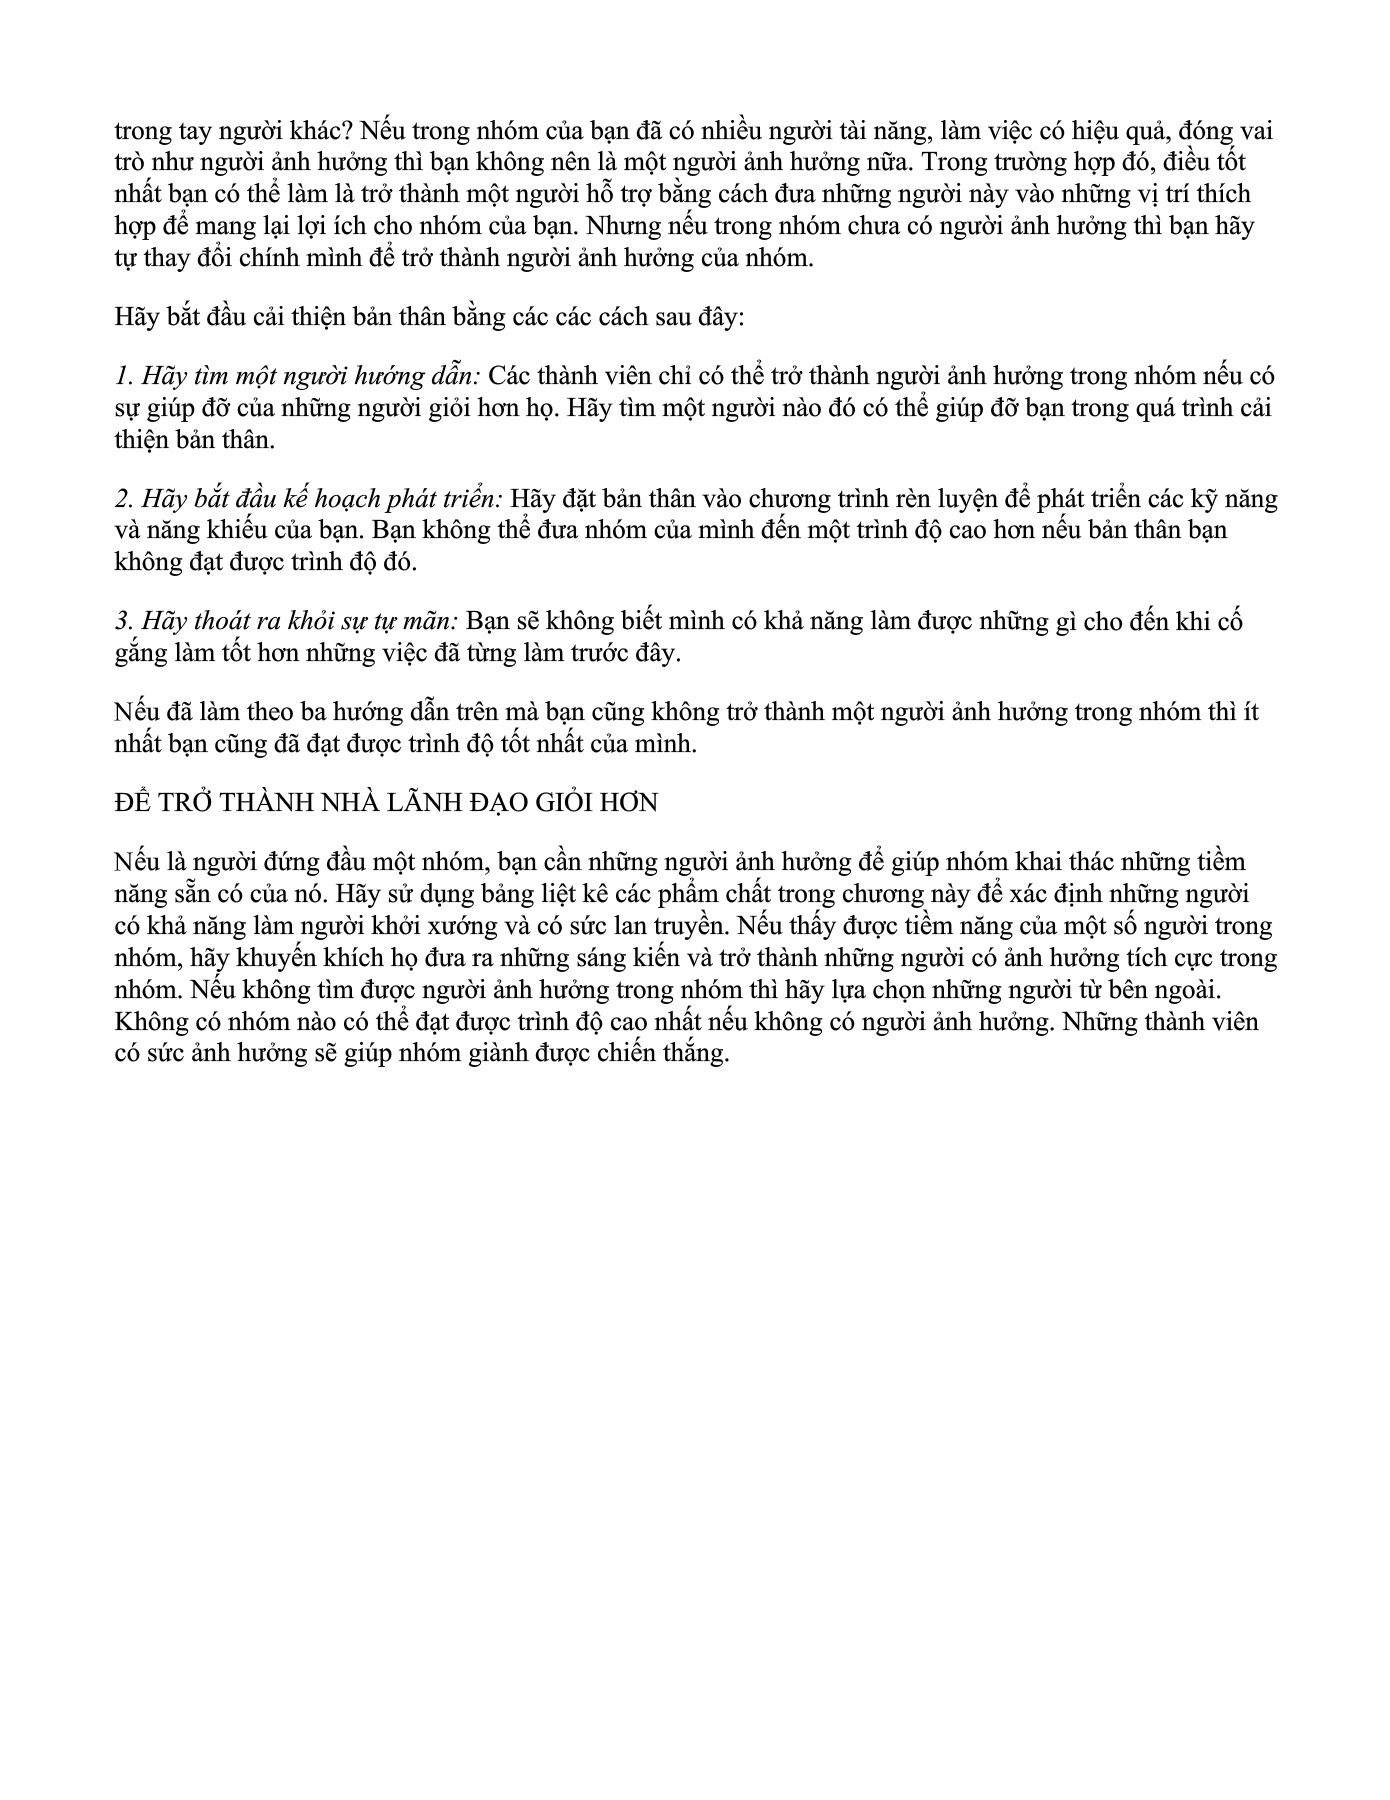 trong tay người khác? Nếu trong nhóm của bạn đã có nhiều người tài năng, làm việc có hiệu quả, đóng vai
trò như người ảnh hưởng thì bạn không nên là một người ảnh hưởng nữa. Trong trường hợp đó, điều tốt
nhất bạn có thể làm là trở thành một người hỗ trợ bằng cách đưa những người này vào những vị trí thích
hợp để mang lại lợi ích cho nhóm của bạn. Nhưng nếu trong nhóm chưa có người ảnh hưởng thì bạn hãy
tự thay đổi chính mình để trở thành người ảnh hưởng của nhóm.
Hãy bắt đầu cải thiện bản thân bằng các các cách sau đây:
1. Hãy tìm một người hướng dẫn: Các thành viên chỉ có thể trở thành người ảnh hưởng trong nhóm nếu có
sự giúp đỡ của những người giỏi hơn họ. Hãy tìm một người nào đó có thể giúp đỡ bạn trong quá trình cải
thiện bản thân.
2. Hãy bắt đầu kế hoạch phát triển: Hãy đặt bản thân vào chương trình rèn luyện để phát triển các kỹ năng
và năng khiếu của bạn. Bạn không thể đưa nhóm của mình đến một trình độ cao hơn nếu bản thân bạn
không đạt được trình độ đó.
3. Hãy thoát ra khỏi sự tự mãn: Bạn sẽ không biết mình có khả năng làm được những gì cho đến khi cố
gắng làm tốt hơn những việc đã từng làm trước đây.
Nếu đã làm theo ba hướng dẫn trên mà bạn cũng không trở thành một người ảnh hưởng trong nhóm thì ít
nhất bạn cũng đã đạt được trình độ tốt nhất của mình.
ĐỂ TRỞ THÀNH NHÀ LÃNH ĐẠO GIỎI HƠN
Nếu là người đứng đầu một nhóm, bạn cần những người ảnh hưởng để giúp nhóm khai thác những tiềm
năng sẵn có của nó. Hãy sử dụng bảng liệt kê các phẩm chất trong chương này để xác định những người
có khả năng làm người khởi xướng và có sức lan truyền. Nếu thấy được tiềm năng của một số người trong
nhóm, hãy khuyến khích họ đưa ra những sáng kiến và trở thành những người có ảnh hưởng tích cực trong
nhóm. Nếu không tìm được người ảnh hưởng trong nhóm thì hãy lựa chọn những người từ bên ngoài.
Không có nhóm nào có thể đạt được trình độ cao nhất nếu không có người ảnh hưởng. Những thành viên
có sức ảnh hưởng sẽ giúp nhóm giành được chiến thắng.